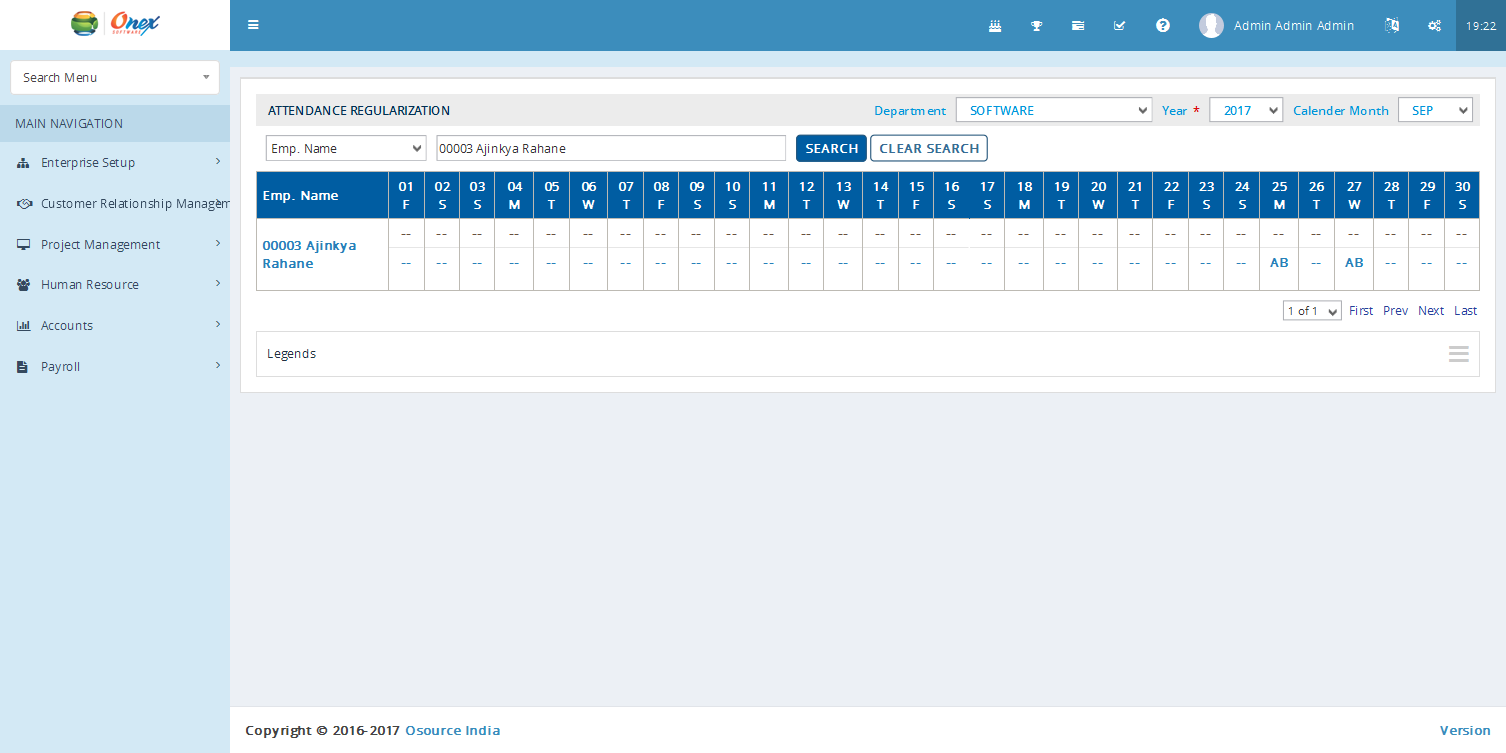 Onex
SOFTWARE
Admin Admin Admin
19:22
Search Menu
MAIN NAVIGATION
Enterprise Setup
Customer Relationship Managem
Project Management
Human Resource
Accounts
Payroll
ATTENDANCE REGULARIZATION Department SOFTWARE Year * 2017 Calender Month SEP
Emp. Name 00003 Ajinkya Rahane SEARCH CLEAR SEARCH
Emp. Name 01 02 03 04 05 06 07 08 09 10 11 12 13 14 15 16 17 18 19 20 21 22 23 24 25 26 27 28 29 30
F S S M T W T F S S M T W T F S S M T W T F S S M T W T F S
-- -- -- -- -- -- -- -- -- -- -- -- -- -- -- -- -- -- -- -- -- -- -- -- -- -- -- -- -- --
00003 Ajinkya
Rahane -- -- -- -- -- -- -- -- -- -- -- -- -- -- -- -- -- -- -- -- -- -- -- -- AB -- AB -- -- --
1 of 1 First Prev Next Last
Legends
Copyright © 2016-2017 Osource India
Version